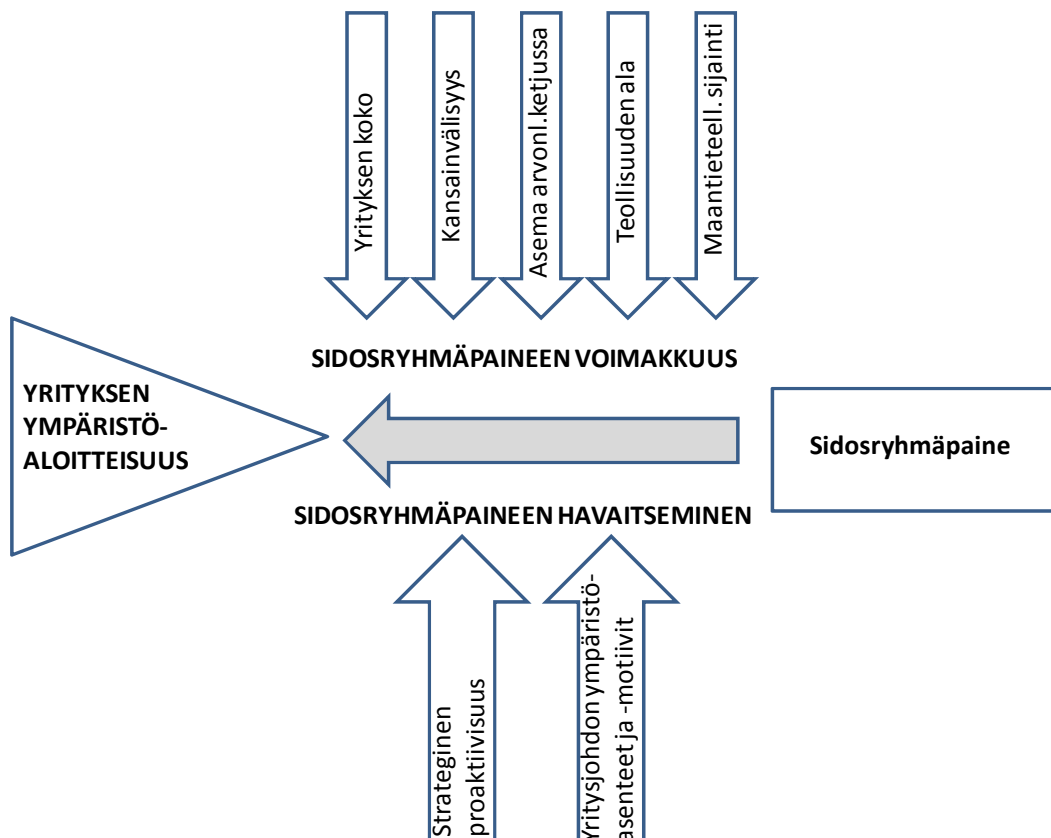 Yrityksen koko
Kansainvälisyys
Asema arvonl.ketjussa
Teollisuuden ala
Maantieteell. sijainti
SIDOSRYHMÄPAINEEN VOIMAKKUUS
YRITYKSEN
YMPÄRISTÖ-
ALOITTEISUUS
Sidosryhmäpaine
SIDOSRYHMÄPAINEEN HAVAITSEMINEN
Strateginen
proaktiivisuus
Yritysjohdon ympäristö-
asenteet ja -motiivit